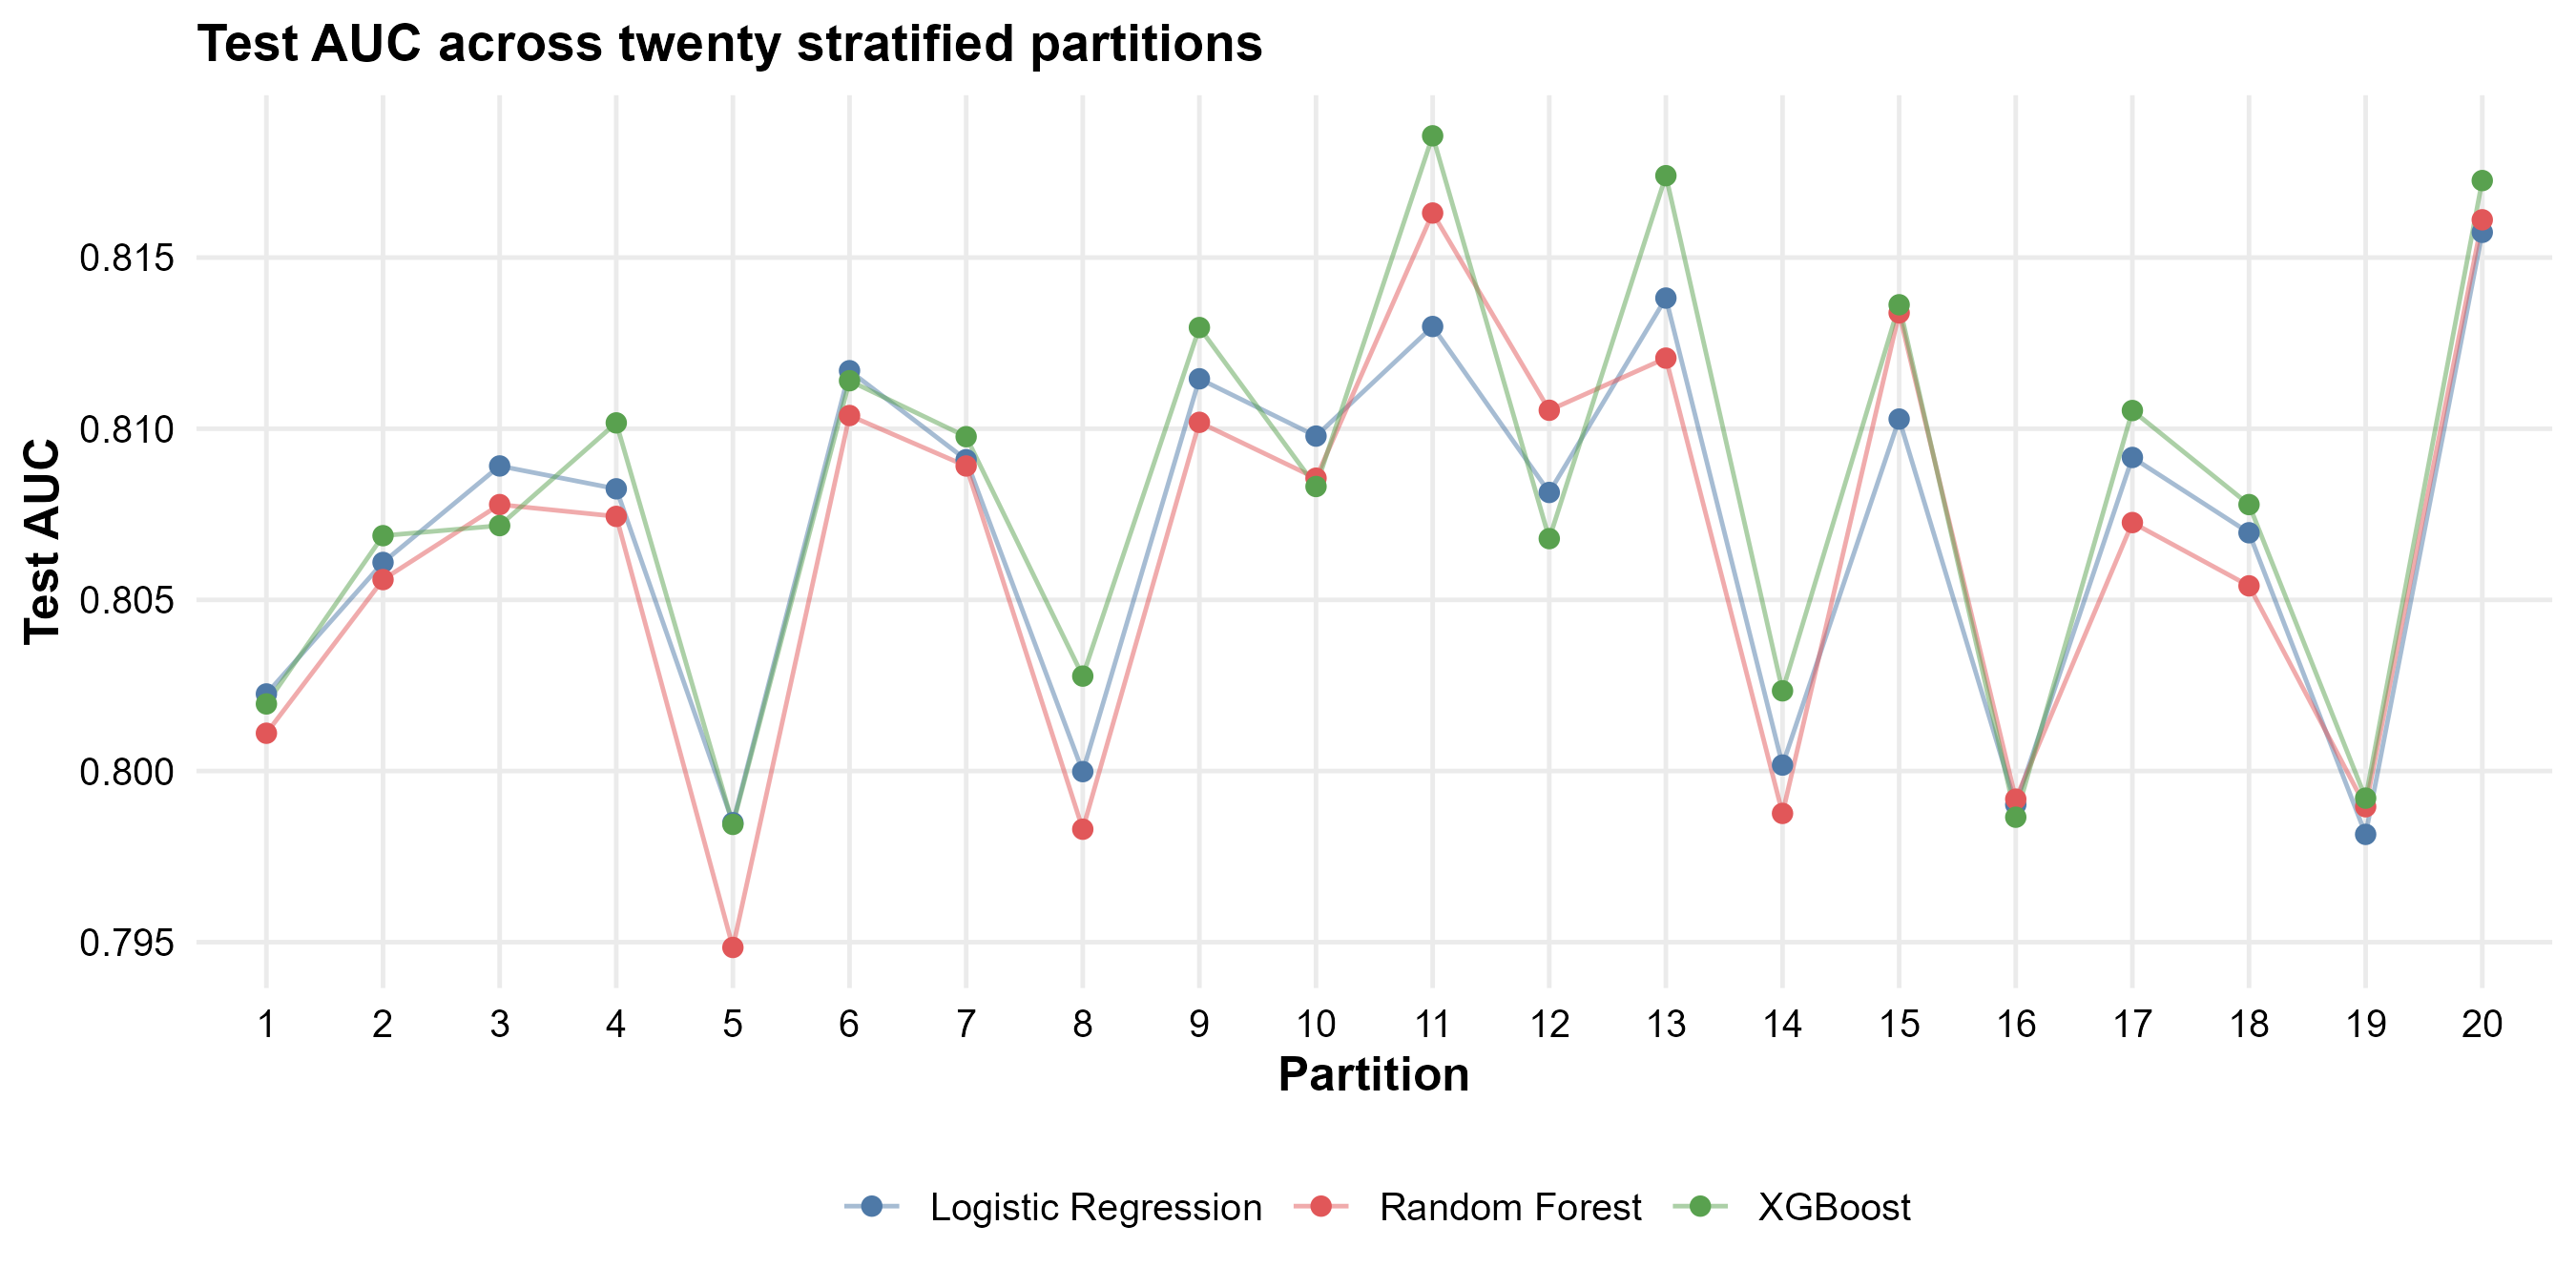 Test AUC across twenty stratified partitions
Test AUC
0.815
0.810
0.805
0.800
0.795
1 2 3 4 5 6 7 8 9 10 11 12 13 14 15 16 17 18 19 20
Partition
Logistic Regression Random Forest XGBoost